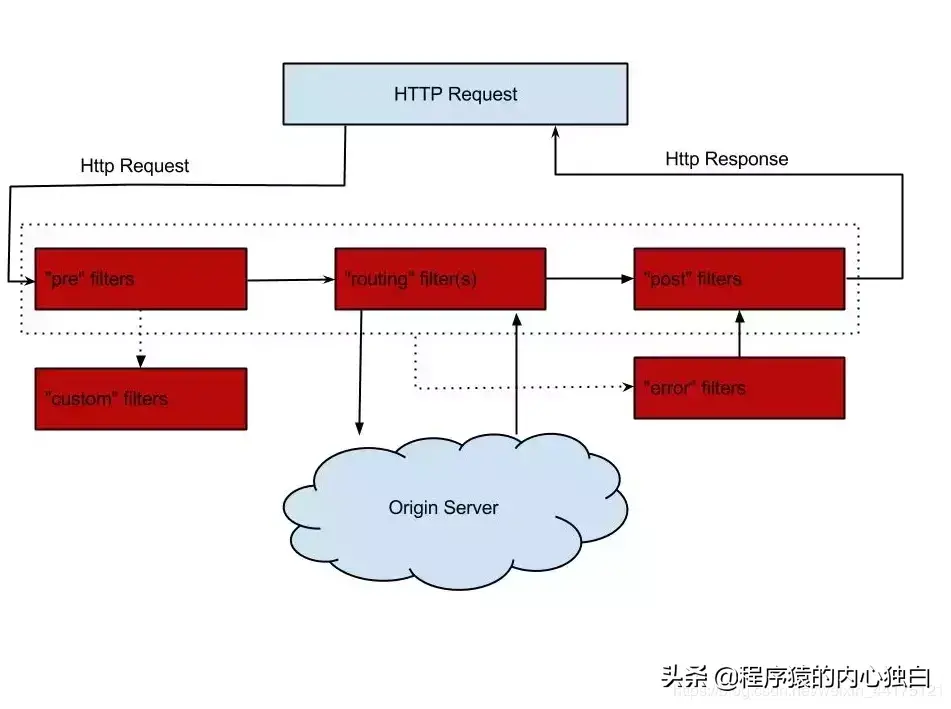 HTTP Request
Http Request
Http Response
"pre" filters
"routing" filter(s)
"post" filters
"custom" filters
"error" filters
Origin Server
头条 @程序猿的内心独白